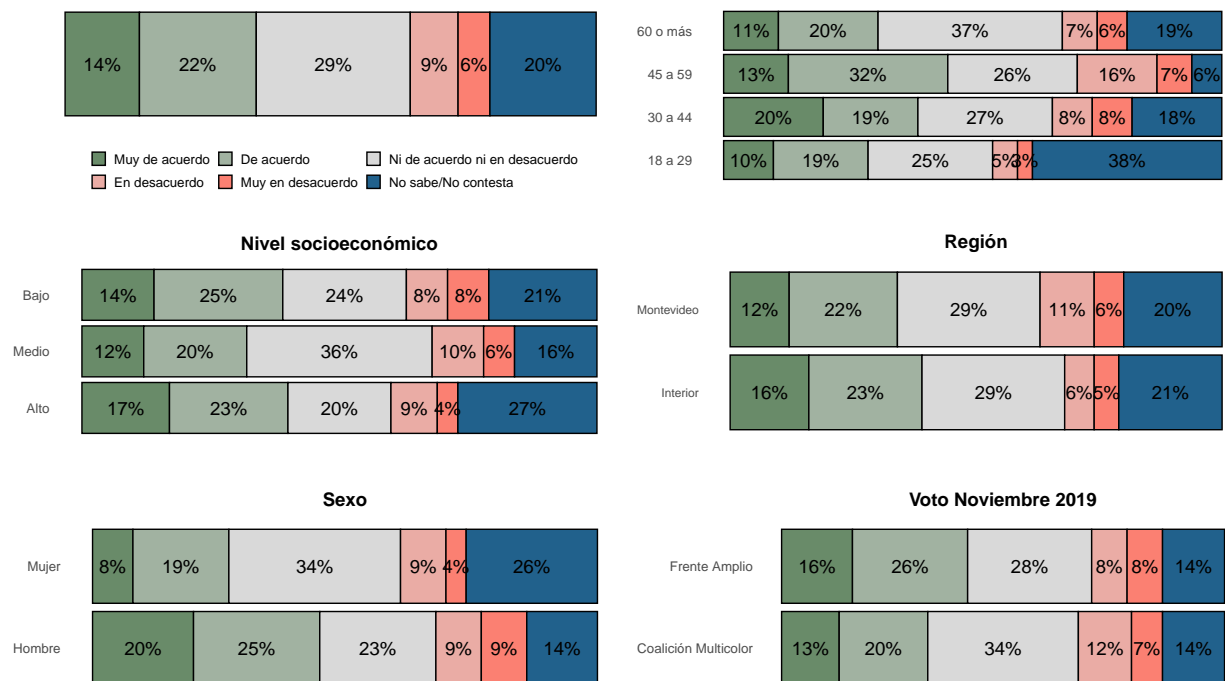 14% 22% 29% 9% 6% 20%
Muy de acuerdo De acuerdo Ni de acuerdo ni en desacuerdo
En desacuerdo Muy en desacuerdo No sabe/No contesta
60 o más 11% 20% 37% 7% 6% 19%
45 a 59 13% 32% 26% 16% 7% 6%
30 a 44 20% 19% 27% 8% 8% 18%
18 a 29 10% 19% 25% 5% 3% 38%
Nivel socioeconómico
Bajo 14% 25% 24% 8% 8% 21%
Medio 12% 20% 36% 10% 6% 16%
Alto 17% 23% 20% 9% 4% 27%
Región
Montevideo 12% 22% 29% 11% 6% 20%
Interior 16% 23% 29% 6% 5% 21%
Sexo
Mujer 8% 19% 34% 9% 4% 26%
Hombre 20% 25% 23% 9% 9% 14%
Voto Noviembre 2019
Frente Amplio 16% 26% 28% 8% 8% 14%
Coalición Multicolor 13% 20% 34% 12% 7% 14%